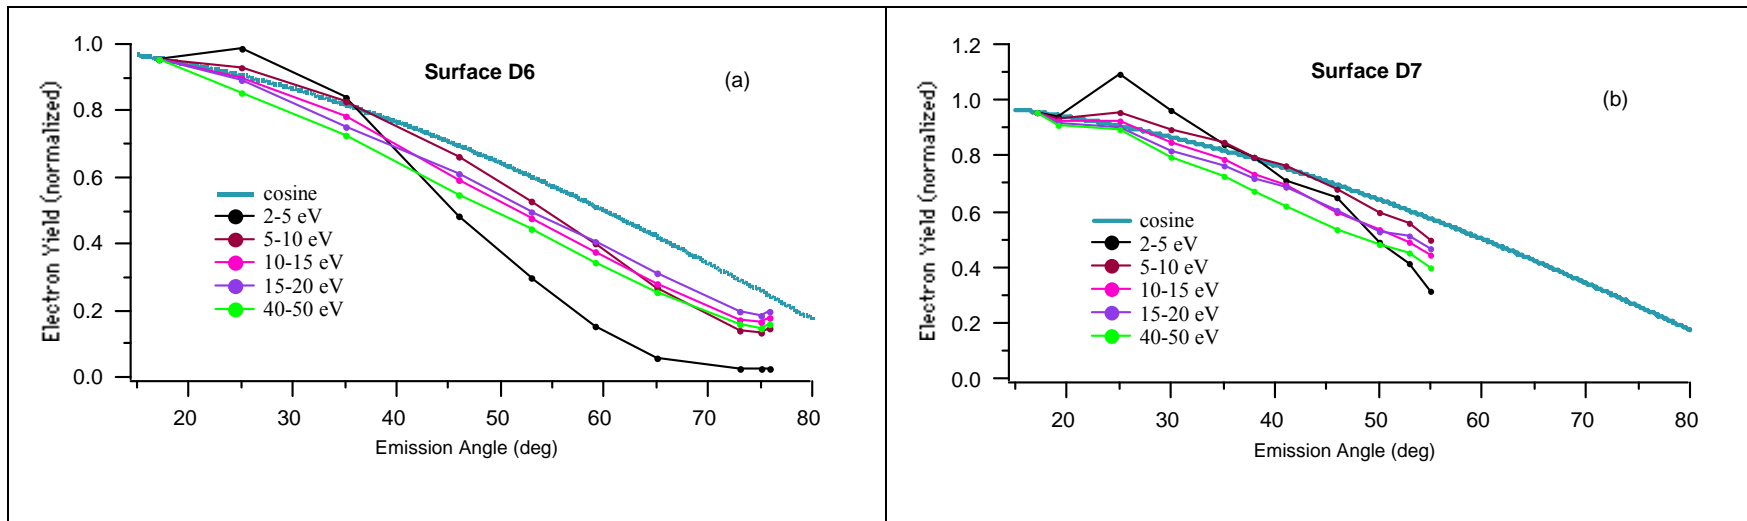 Surface D6
(a)
Electron Yield (normalized)
1.0
0.8
0.6
0.4
0.2
0.0
cosine
2-5 eV
5-10 eV
10-15 eV
15-20 eV
40-50 eV
20 30 40 50 60 70 80
Emission Angle (deg)
Surface D7
(b)
Electron Yield (normalized)
1.2
1.0
0.8
0.6
0.4
0.2
0.0
cosine
2-5 eV
5-10 eV
10-15 eV
15-20 eV
40-50 eV
20 30 40 50 60 70 80
Emission Angle (deg)